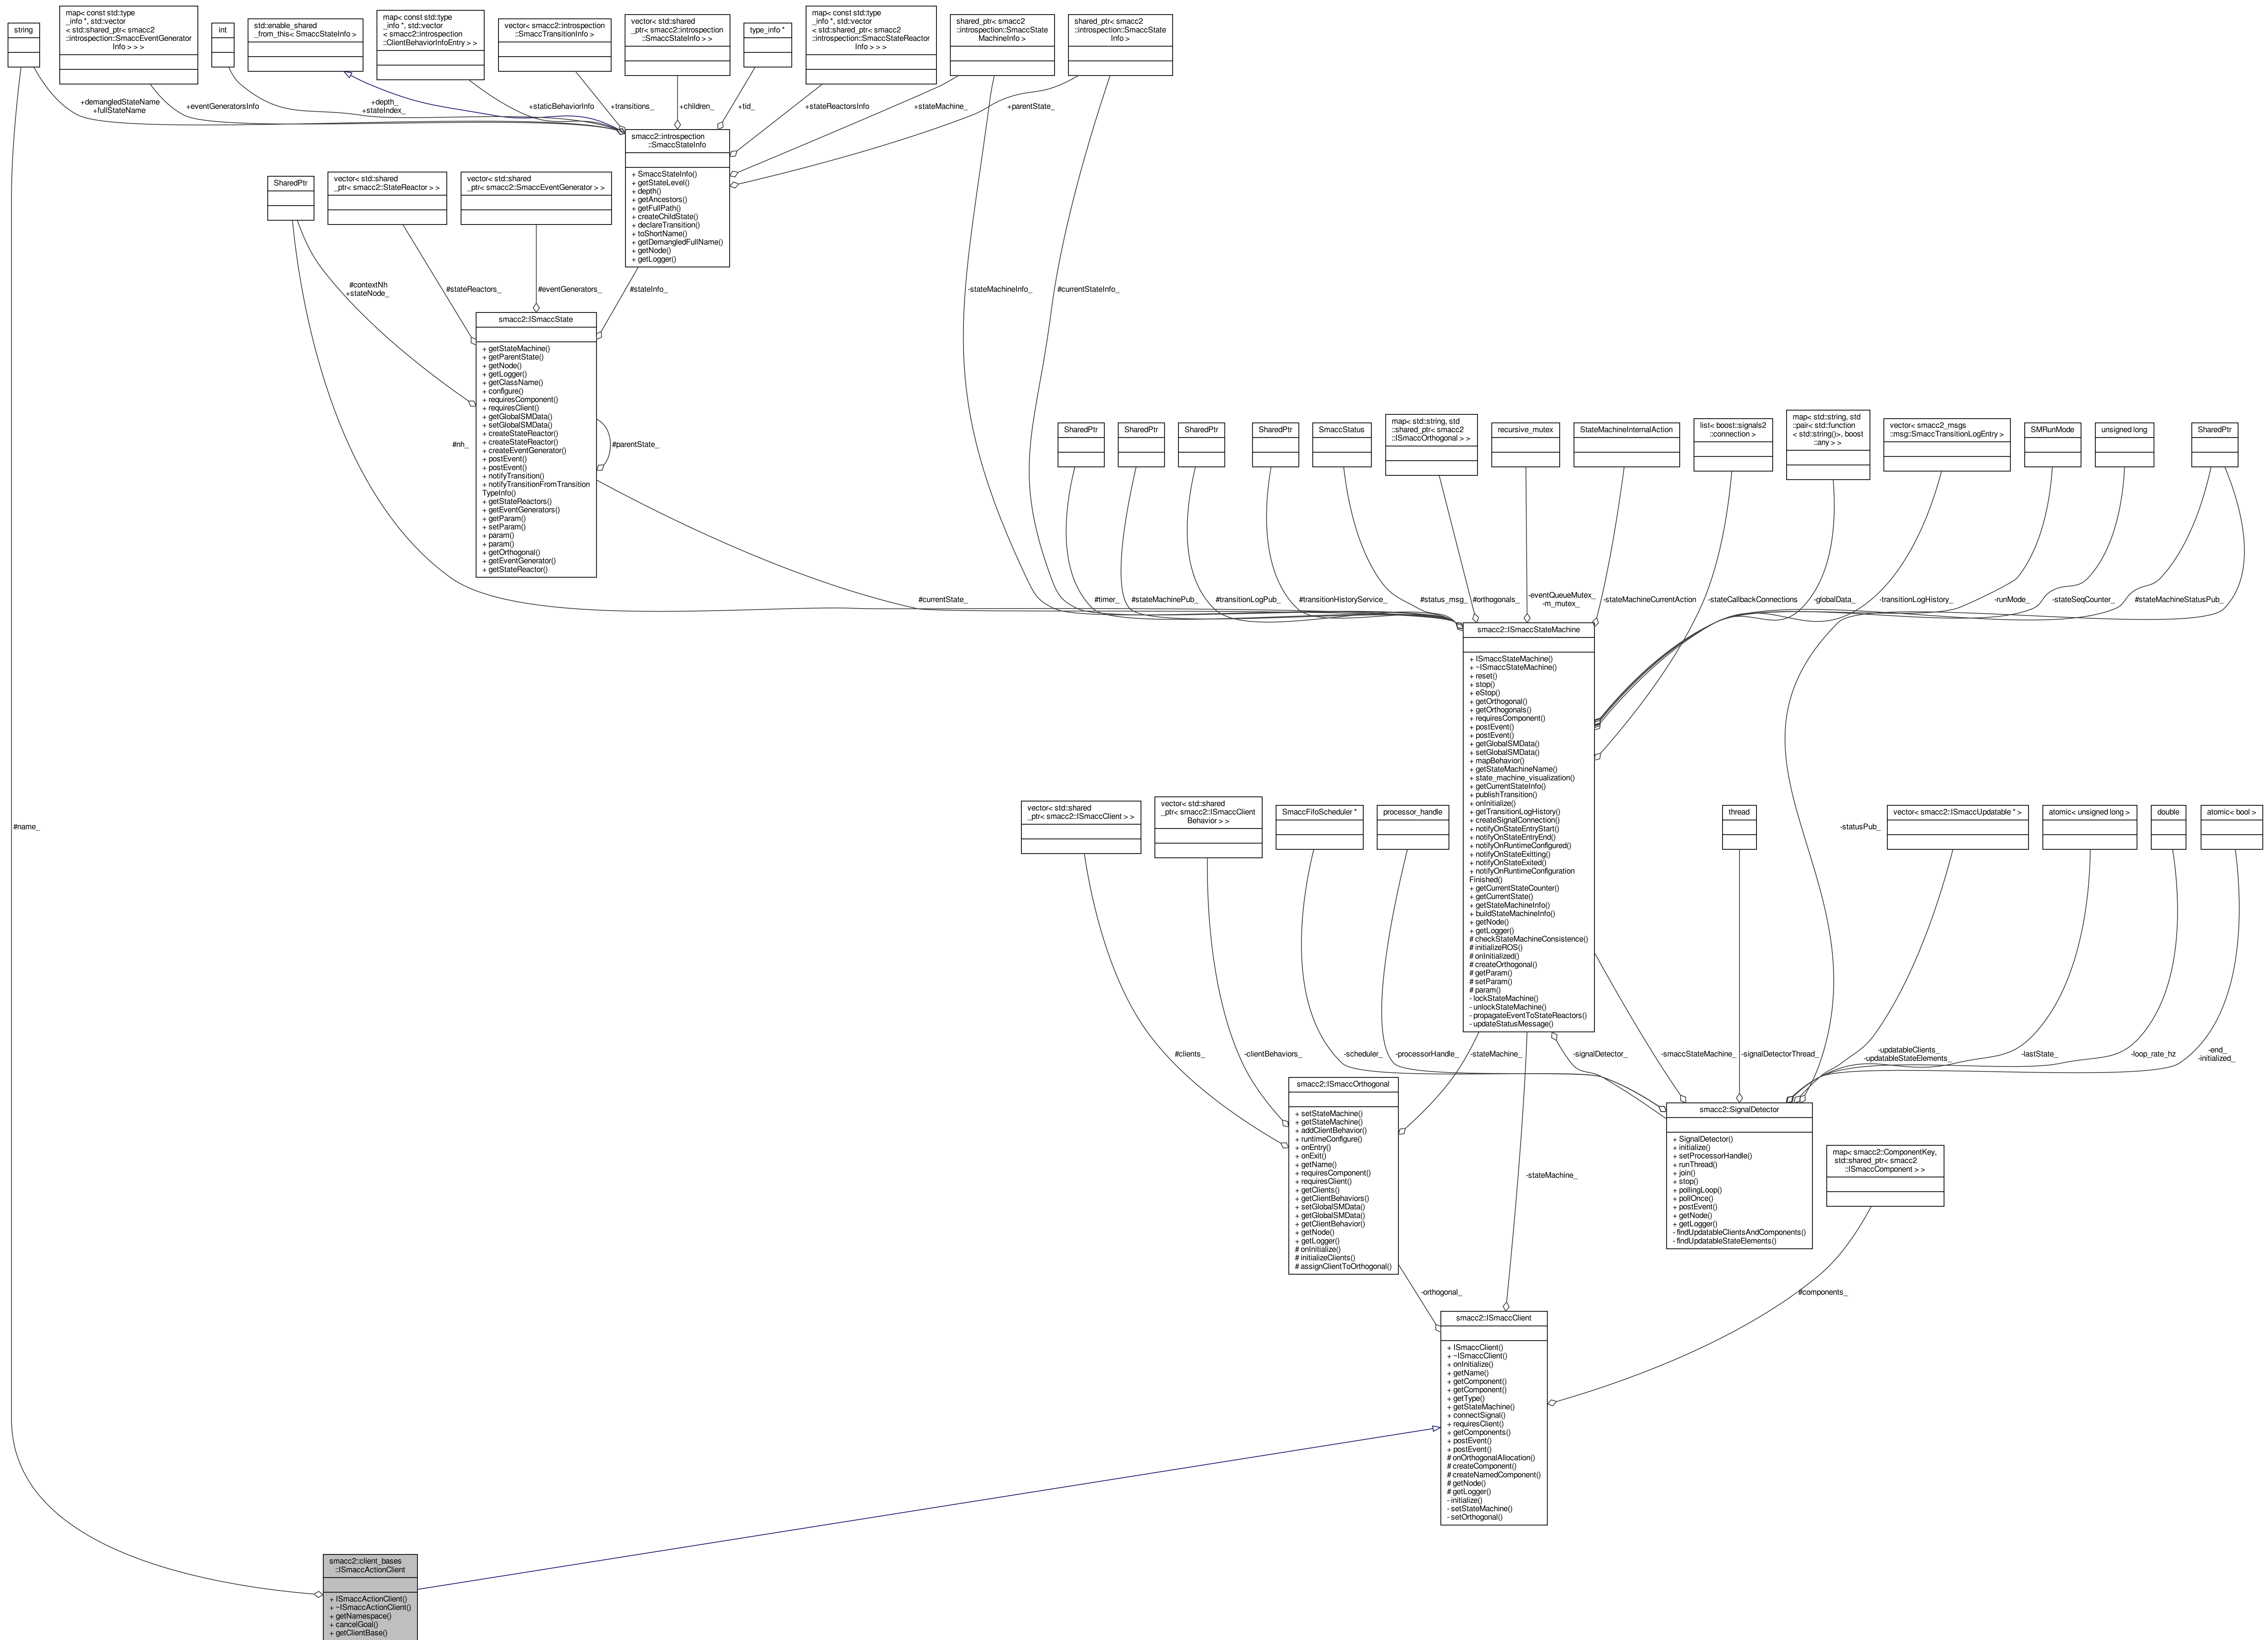 string
map< const std::type
_info *, std::vector
< std::shared_ptr< smacc2
::introspection::SmaccEventGenerator
Info > > >
int
std::enable_shared
_from_this< SmaccStateInfo >
map< const std::type
_info *, std::vector
< smacc2::introspection
::ClientBehaviorInfoEntry > >
vector< smacc2::introspection
::SmaccTransitionInfo >
vector< std::shared
_ptr< smacc2::introspection
::SmaccStateInfo > >
type_info *
map< const std::type
_info *, std::vector
< std::shared_ptr< smacc2
::introspection::SmaccStateReactor
Info > > >
shared_ptr< smacc2
::introspection::SmaccState
MachineInfo >
shared_ptr< smacc2
::introspection::SmaccState
Info >
+demangledStateName
+fullStateName
+eventGeneratorsInfo
+depth_
+stateIndex_
+staticBehaviorInfo
+transitions_
+children_
+tid_
+stateReactorsInfo
+stateMachine_
+parentState_
smacc2::introspection
::SmaccStateInfo
+ SmaccStateInfo()
+ getStateLevel()
+ depth()
+ getAncestors()
+ getFullPath()
+ createChildState()
+ declareTransition()
+ toShortName()
+ getDemangledFullName()
+ getNode()
+ getLogger()
SharedPtr
vector< std::shared
_ptr< smacc2::StateReactor > >
vector< std::shared
_ptr< smacc2::SmaccEventGenerator > >
#contextNh
+stateNode_
#stateReactors_
#eventGenerators_
#stateInfo_
-stateMachineInfo_
#currentStateInfo_
smacc2::ISmaccState
+ getStateMachine()
+ getParentState()
+ getNode()
+ getLogger()
+ getClassName()
+ configure()
+ requiresComponent()
+ requiresClient()
+ getGlobalSMData()
+ setGlobalSMData()
+ createStateReactor()
+ createStateReactor()
+ createEventGenerator()
+ postEvent()
+ postEvent()
+ notifyTransition()
+ notifyTransitionFromTransition
TypeInfo()
+ getStateReactors()
+ getEventGenerators()
+ getParam()
+ setParam()
+ param()
+ param()
+ getOrthogonal()
+ getEventGenerator()
+ getStateReactor()
#nh_
#parentState_
SharedPtr
SharedPtr
SharedPtr
SharedPtr
SmaccStatus
map< std::string, std
::shared_ptr< smacc2
::ISmaccOrthogonal > >
recursive_mutex
StateMachineInternalAction
list< boost::signals2
::connection >
map< std::string, std
::pair< std::function
< std::string()>, boost
::any > >
vector< smacc2_msgs
::msg::SmaccTransitionLogEntry >
SMRunMode
unsigned long
SharedPtr
#currentState_
#timer_
#stateMachinePub_
#transitionLogPub_
#transitionHistoryService_
#status_msg_
#orthogonals_
-eventQueueMutex_
-m_mutex_
-stateMachineCurrentAction
-stateCallbackConnections
-globalData_
-transitionLogHistory_
-runMode_
-stateSeqCounter_
#stateMachineStatusPub_
smacc2::ISmaccStateMachine
+ ISmaccStateMachine()
+ ~ISmaccStateMachine()
+ reset()
+ stop()
+ eStop()
+ getOrthogonal()
+ getOrthogonals()
+ requiresComponent()
+ postEvent()
+ postEvent()
+ getGlobalSMData()
+ setGlobalSMData()
+ mapBehavior()
+ getStateMachineName()
+ state_machine_visualization()
+ getCurrentStateInfo()
+ publishTransition()
+ onInitialize()
+ getTransitionLogHistory()
+ createSignalConnection()
+ notifyOnStateEntryStart()
+ notifyOnStateEntryEnd()
+ notifyOnRuntimeConfigured()
+ notifyOnStateExitting()
+ notifyOnStateExited()
+ notifyOnRuntimeConfiguration
Finished()
+ getCurrentStateCounter()
+ getCurrentState()
+ getStateMachineInfo()
+ buildStateMachineInfo()
+ getNode()
+ getLogger()
# checkStateMachineConsistence()
# initializeROS()
# onInitialized()
# createOrthogonal()
# getParam()
# setParam()
# param()
- lockStateMachine()
- unlockStateMachine()
- propagateEventToStateReactors()
- updateStatusMessage()
#name_
vector< std::shared
_ptr< smacc2::ISmaccClient > >
vector< std::shared
_ptr< smacc2::ISmaccClient
Behavior > >
SmaccFifoScheduler *
processor_handle
thread
-statusPub_
vector< smacc2::ISmaccUpdatable * >
atomic< unsigned long >
double
atomic< bool >
#clients_
-clientBehaviors_
-scheduler_
-processorHandle_
-stateMachine_
-signalDetector_
-smaccStateMachine_
-signalDetectorThread_
-updatableClients_
-updatableStateElements_
-lastState_
-loop_rate_hz
-end_
-initialized_
smacc2::ISmaccOrthogonal
+ setStateMachine()
+ getStateMachine()
+ addClientBehavior()
+ runtimeConfigure()
+ onEntry()
+ onExit()
+ getName()
+ requiresComponent()
+ requiresClient()
+ getClients()
+ getClientBehaviors()
+ setGlobalSMData()
+ getGlobalSMData()
+ getClientBehavior()
+ getNode()
+ getLogger()
# onInitialize()
# initializeClients()
# assignClientToOrthogonal()
smacc2::SignalDetector
+ SignalDetector()
+ initialize()
+ setProcessorHandle()
+ runThread()
+ join()
+ stop()
+ pollingLoop()
+ pollOnce()
+ postEvent()
+ getNode()
+ getLogger()
- findUpdatableClientsAndComponents()
- findUpdatableStateElements()
map< smacc2::ComponentKey,
std::shared_ptr< smacc2
::ISmaccComponent > >
-stateMachine_
-orthogonal_
#components_
smacc2::ISmaccClient
+ ISmaccClient()
+ ~ISmaccClient()
+ onInitialize()
+ getName()
+ getComponent()
+ getComponent()
+ getType()
+ getStateMachine()
+ connectSignal()
+ requiresClient()
+ getComponents()
+ postEvent()
+ postEvent()
# onOrthogonalAllocation()
# createComponent()
# createNamedComponent()
# getNode()
# getLogger()
- initialize()
- setStateMachine()
- setOrthogonal()
smacc2::client_bases
::ISmaccActionClient
+ ISmaccActionClient()
+ ~ISmaccActionClient()
+ getNamespace()
+ cancelGoal()
+ getClientBase()